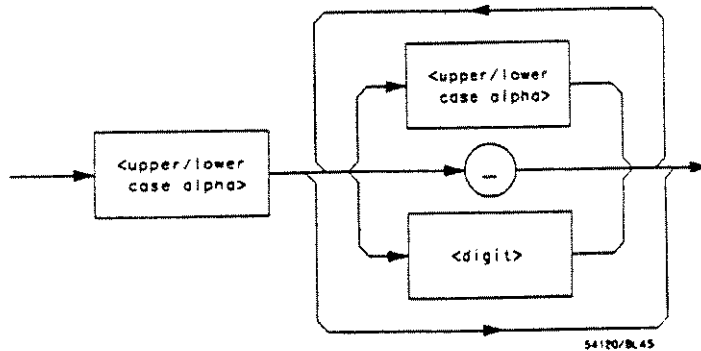 <upper/lower
case alpha>
<upper/lower
case alpha>
_
<digit>
54120/BL45